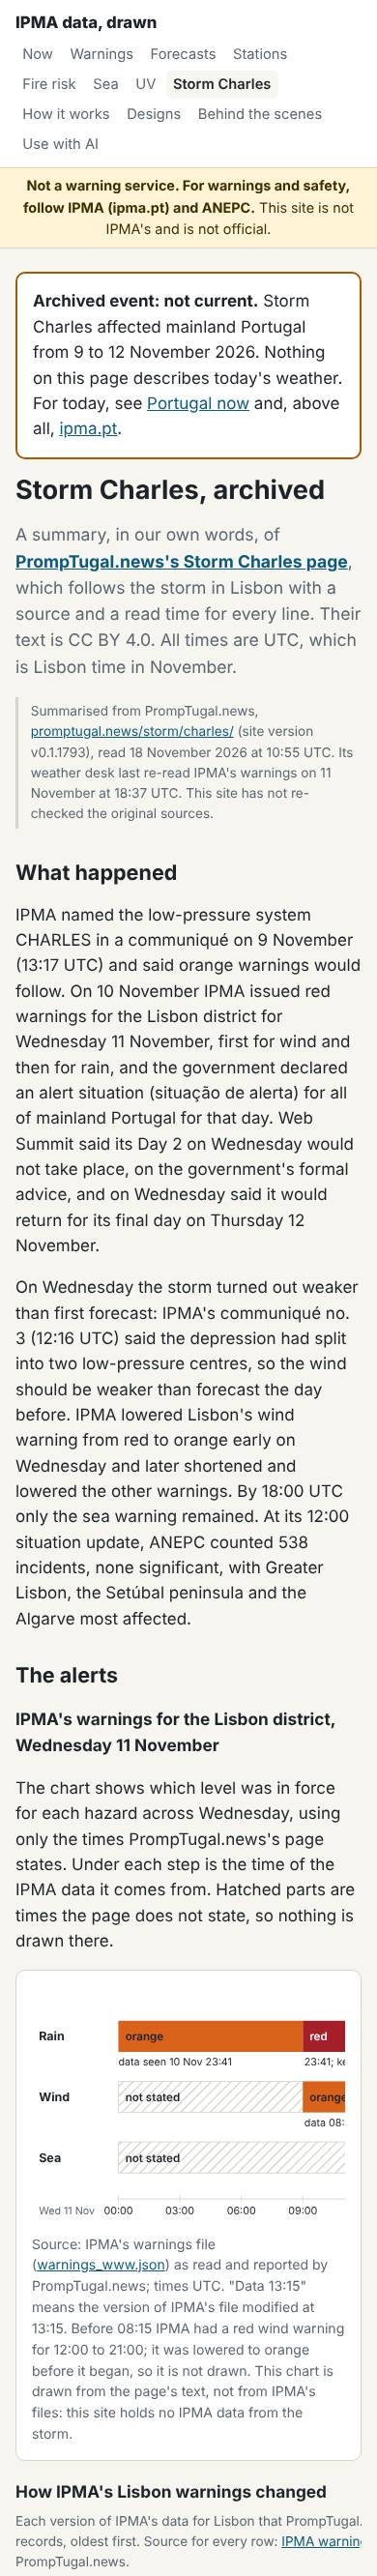 IPMA data, drawn
Now Warnings Forecasts Stations
Fire risk Sea UV Storm Charles
How it works Designs Behind the scenes
Use with AI
Not a warning service. For warnings and safety,
follow IPMA (ipma.pt) and ANEPC. This site is not
IPMA's and is not official.
Archived event: not current. Storm
Charles affected mainland Portugal
from 9 to 12 November 2026. Nothing
on this page describes today's weather.
For today, see Portugal now and, above
all, ipma.pt.
Storm Charles, archived
A summary, in our own words, of
PrompTugal.news's Storm Charles page,
which follows the storm in Lisbon with a
source and a read time for every line. Their
text is CC BY 4.0. All times are UTC, which
is Lisbon time in November.
Summarised from PrompTugal.news,
promptugal.news/storm/charles/ (site version
v0.1.1793), read 18 November 2026 at 10:55 UTC. Its
weather desk last re-read IPMA's warnings on 11
November at 18:37 UTC. This site has not re-
checked the original sources.
What happened
IPMA named the low-pressure system
CHARLES in a communiqué on 9 November
(13:17 UTC) and said orange warnings would
follow. On 10 November IPMA issued red
warnings for the Lisbon district for
Wednesday 11 November, first for wind and
then for rain, and the government declared
an alert situation (situação de alerta) for all
of mainland Portugal for that day. Web
Summit said its Day 2 on Wednesday would
not take place, on the government's formal
advice, and on Wednesday said it would
return for its final day on Thursday 12
November.
On Wednesday the storm turned out weaker
than first forecast: IPMA's communiqué no.
3 (12:16 UTC) said the depression had split
into two low-pressure centres, so the wind
should be weaker than forecast the day
before. IPMA lowered Lisbon's wind
warning from red to orange early on
Wednesday and later shortened and
lowered the other warnings. By 18:00 UTC
only the sea warning remained. At its 12:00
situation update, ANEPC counted 538
incidents, none significant, with Greater
Lisbon, the Setúbal peninsula and the
Algarve most affected.
The alerts
IPMA's warnings for the Lisbon district,
Wednesday 11 November
The chart shows which level was in force
for each hazard across Wednesday, using
only the times PrompTugal.news's page
states. Under each step is the time of the
IPMA data it comes from. Hatched parts are
times the page does not state, so nothing is
drawn there.
Rain orange red
data seen 10 Nov 23:41 23:41; ke
Wind not stated orange
data 08:
Sea not stated
Wed 11 Nov 00:00 03:00 06:00 09:00
Source: IPMA's warnings file
(warnings_www.json) as read and reported by
PrompTugal.news; times UTC. "Data 13:15"
means the version of IPMA's file modified at
13:15. Before 08:15 IPMA had a red wind warning
for 12:00 to 21:00; it was lowered to orange
before it began, so it is not drawn. This chart is
drawn from the page's text, not from IPMA's
files: this site holds no IPMA data from the
storm.
How IPMA's Lisbon warnings changed
Each version of IPMA's data for Lisbon that PrompTugal.
records, oldest first. Source for every row: IPMA warnin
PrompTugal.news.